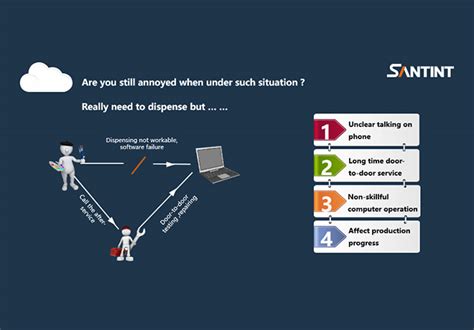 SANTINT
Are you still annoyed when under such situation ?
Really need to dispense but ... ...
Dispensing not workable,
software failure
Call the after-
service
Door-to-door
testing ,repairing
1
Unclear talking on
phone
2
Long time door-
to-door service
3
Non-skillful
computer operation
4
Affect production
progress